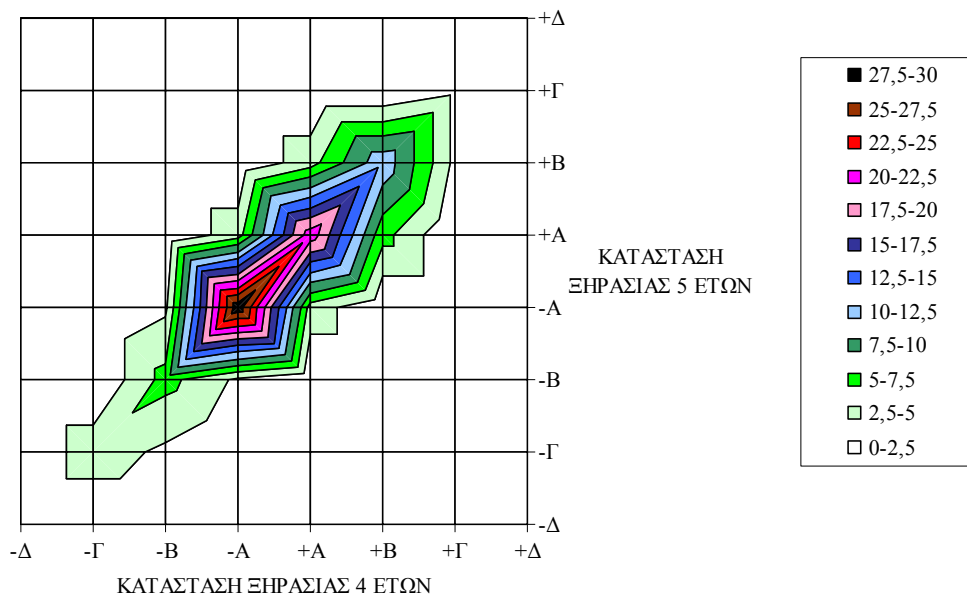 +Δ
+Γ
+Β
+Α
-Α
-Β
-Γ
-Δ
-Δ -Γ -Β -Α +Α +Β +Γ +Δ
ΚΑΤΑΣΤΑΣΗ ΞΗΡΑΣΙΑΣ 4 ΕΤΩΝ
ΚΑΤΑΣΤΑΣΗ
ΞΗΡΑΣΙΑΣ 5 ΕΤΩΝ
27,5-30
25-27,5
22,5-25
20-22,5
17,5-20
15-17,5
12,5-15
10-12,5
7,5-10
5-7,5
2,5-5
0-2,5